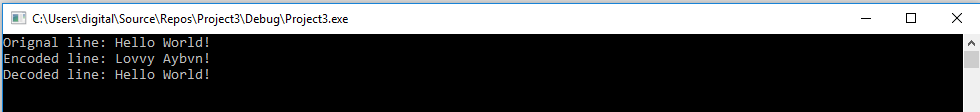 C:\Users\digital\Source\Repos\Project3\Debug\Project3.exe
Orignal line: Hello World!
Encoded line: Lovvy Aybvn!
Decoded line: Hello World!